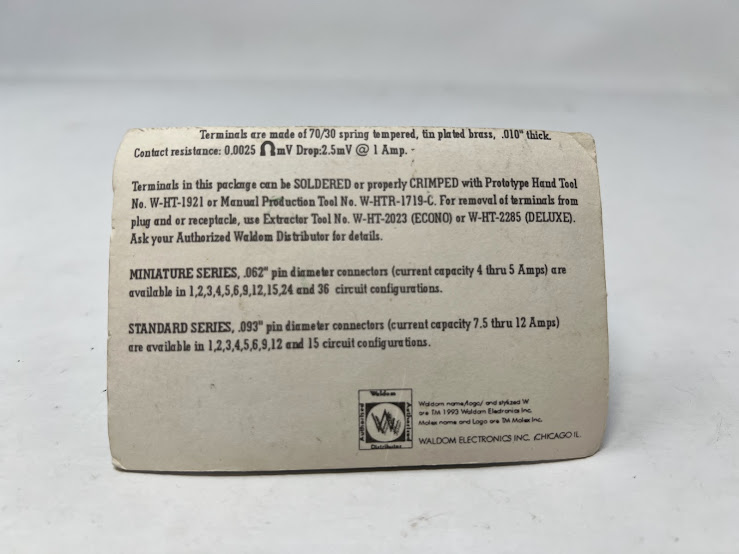 Terminals are made of 70/30 spring tempered, tin plated brass, .010" thick.
Contact resistance: 0.0025 Ω mV Drop:2.5mV @ 1 Amp. -
Terminals in this package can be SOLDERED or properly CRIMPED with Prototype Hand Tool
No. W-HT-1921 or Manual Production Tool No. W-HTR-1719-C. For removal of terminals from
plug and or receptacle, use Extractor Tool No. W-HT-2023 (ECONO) or W-HT-2285 (DELUXE).
Ask your Authorized Waldom Distributor for details.
MINIATURE SERIES, .062" pin diameter connectors (current capacity 4 thru 5 Amps) are
available in 1,2,3,4,5,6,9,12,15,24 and 36 circuit configurations.
STANDARD SERIES, .093" pin diameter connectors (current capacity 7.5 thru 12 Amps)
are available in 1,2,3,4,5,6,9,12 and 15 circuit configurations.
Waldom
Authorized
W
Authorized
Distributor
Waldom name/logo/ and stylized W
are TM 1993 Waldom Electronics Inc.
Molex name and Logo are TM Molex Inc.
WALDOM ELECTRONICS INC. /CHICAGO IL.